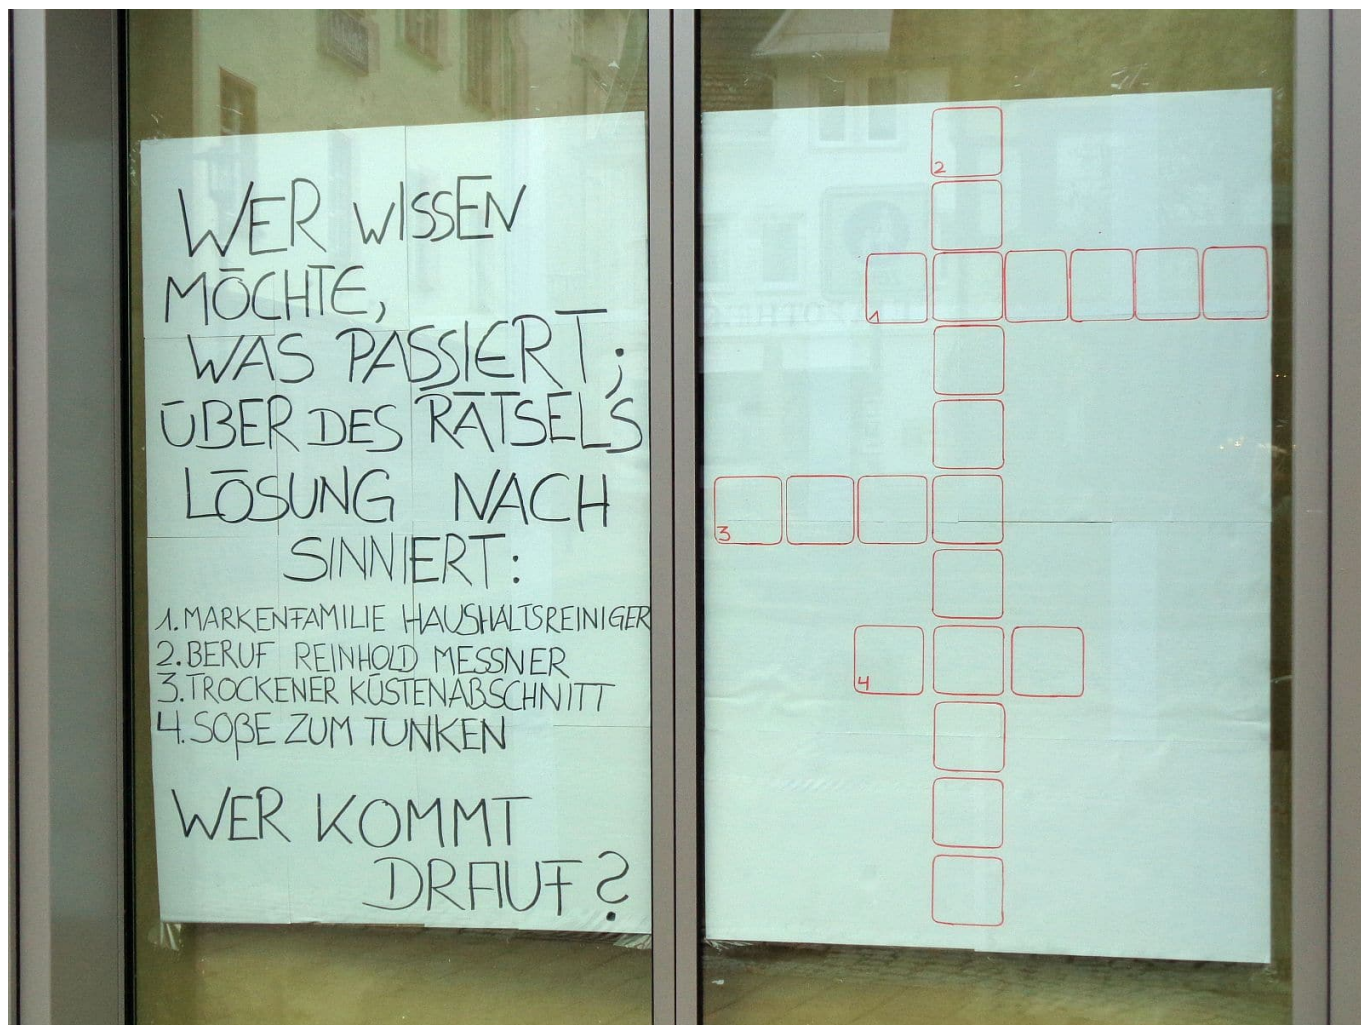 WER WISSEN
MÖCHTE,
WAS PASSIERT;
ÜBER DES RÄTSELS
LÖSUNG NACH
SINNIERT:
1. MARKENFAMILIE HAUSHALTSREINIGER
2. BERUF REINHOLD MESSNER
3. TROCKENER KÜSTENABSCHNITT
4. SOßE ZUM TUNKEN
WER KOMMT
DRAUF?
2
1
3
4